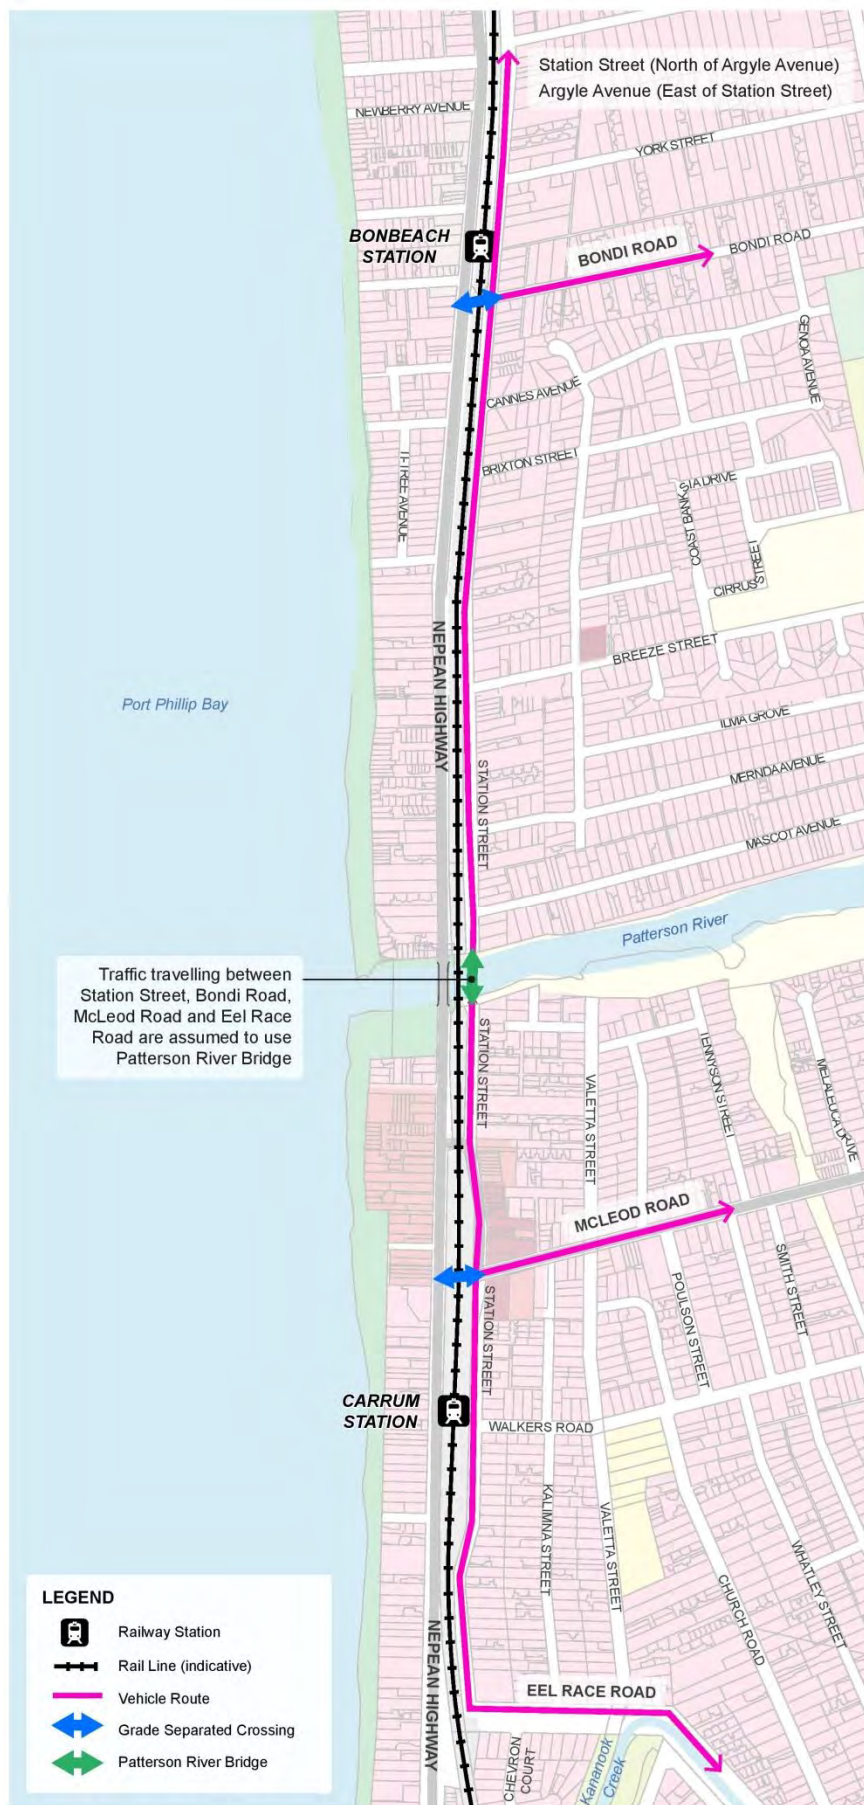 Station Street (North of Argyle Avenue)
Argyle Avenue (East of Station Street)
NEWBERRY AVENUE
YORK STREET
BONBEACH
STATION
BONDI ROAD
BONDI ROAD
GENOA AVENUE
CANNES AVENUE
BRIXTON STREET
TI-TREE AVENUE
STA DRIVE
COAST BANK
CIRRUS
STREET
NEPEAN HIGHWAY
BREEZE STREET
Port Phillip Bay
ILMA GROVE
STATION STREET
MERNDA AVENUE
MASCOT AVENUE
Patterson River
Traffic travelling between
Station Street, Bondi Road,
McLeod Road and Eel Race
Road are assumed to use
Patterson River Bridge
STATION STREET
VALETTA STREET
TENNYSON STREET
MELALEUCA DRIVE
MCLEOD ROAD
STATION STREET
POULSON STREET
SMITH STREET
CARRUM
STATION
WALKERS ROAD
KALIMNA STREET
VALETTA STREET
WHATLEY STREET
CHURCH ROAD
NEPEAN HIGHWAY
EEL RACE ROAD
CHEVRON
COURT
Kananook
Creek
LEGEND
Railway Station
Rail Line (indicative)
Vehicle Route
Grade Separated Crossing
Patterson River Bridge